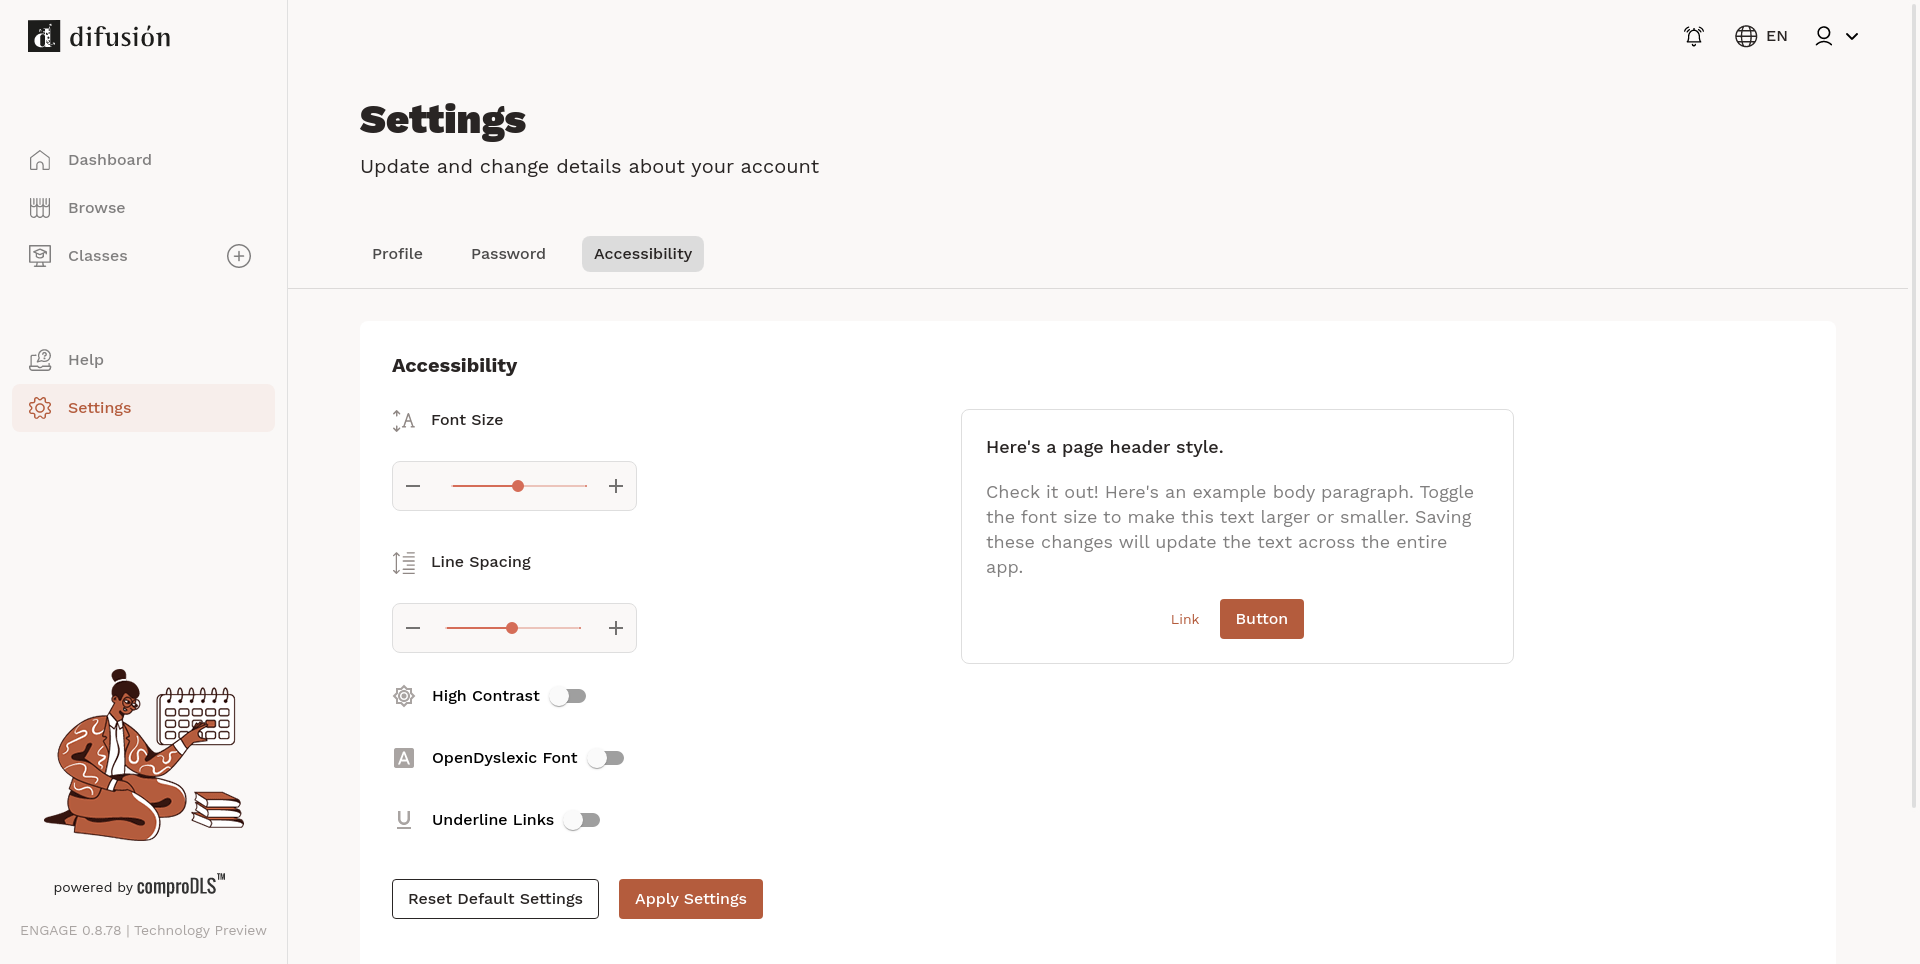 difusión
EN
Settings
Update and change details about your account
Dashboard
Browse
Classes
Help
Settings
Profile
Password
Accessibility
Accessibility
Font Size
Line Spacing
High Contrast
OpenDyslexic Font
Underline Links
Reset Default Settings
Apply Settings
Here's a page header style.
Check it out! Here's an example body paragraph. Toggle
the font size to make this text larger or smaller. Saving
these changes will update the text across the entire
app.
Link
Button
powered by comproDLS™
ENGAGE 0.8.78 | Technology Preview